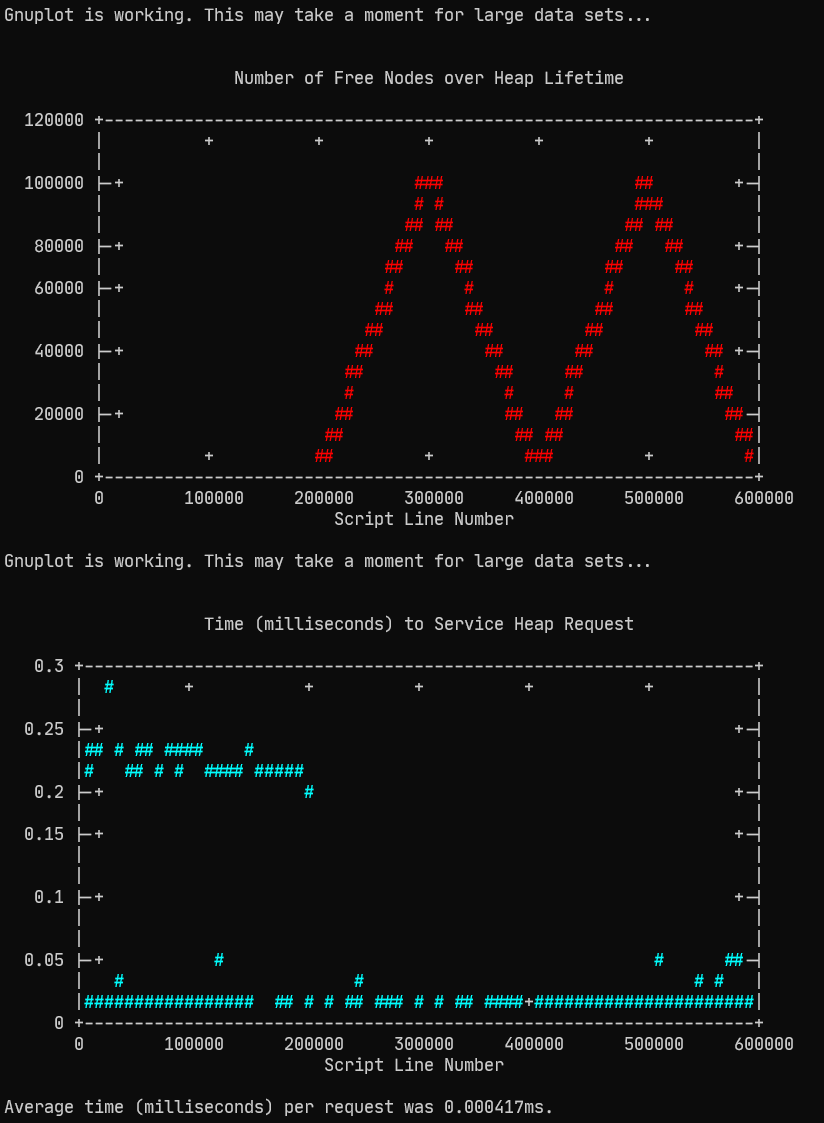 Gnuplot is working. This may take a moment for large data sets...
Number of Free Nodes over Heap Lifetime
120000
100000
80000
60000
40000
20000
0
0 100000 200000 300000 400000 500000 600000
Script Line Number
Gnuplot is working. This may take a moment for large data sets...
Time (milliseconds) to Service Heap Request
0.3
0.25
0.2
0.15
0.1
0.05
0
0 100000 200000 300000 400000 500000 600000
Script Line Number
Average time (milliseconds) per request was 0.000417ms.